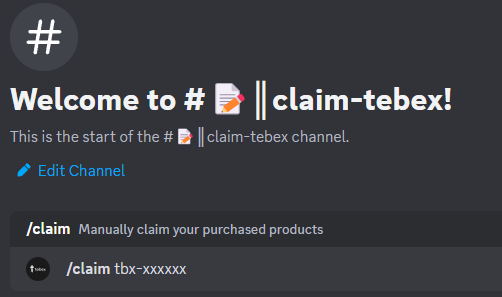 #
Welcome to # 📝║claim-tebex!
This is the start of the # 📝║claim-tebex channel.
Edit Channel
/claim Manually claim your purchased products
tebex
/claim tbx-xxxxxx